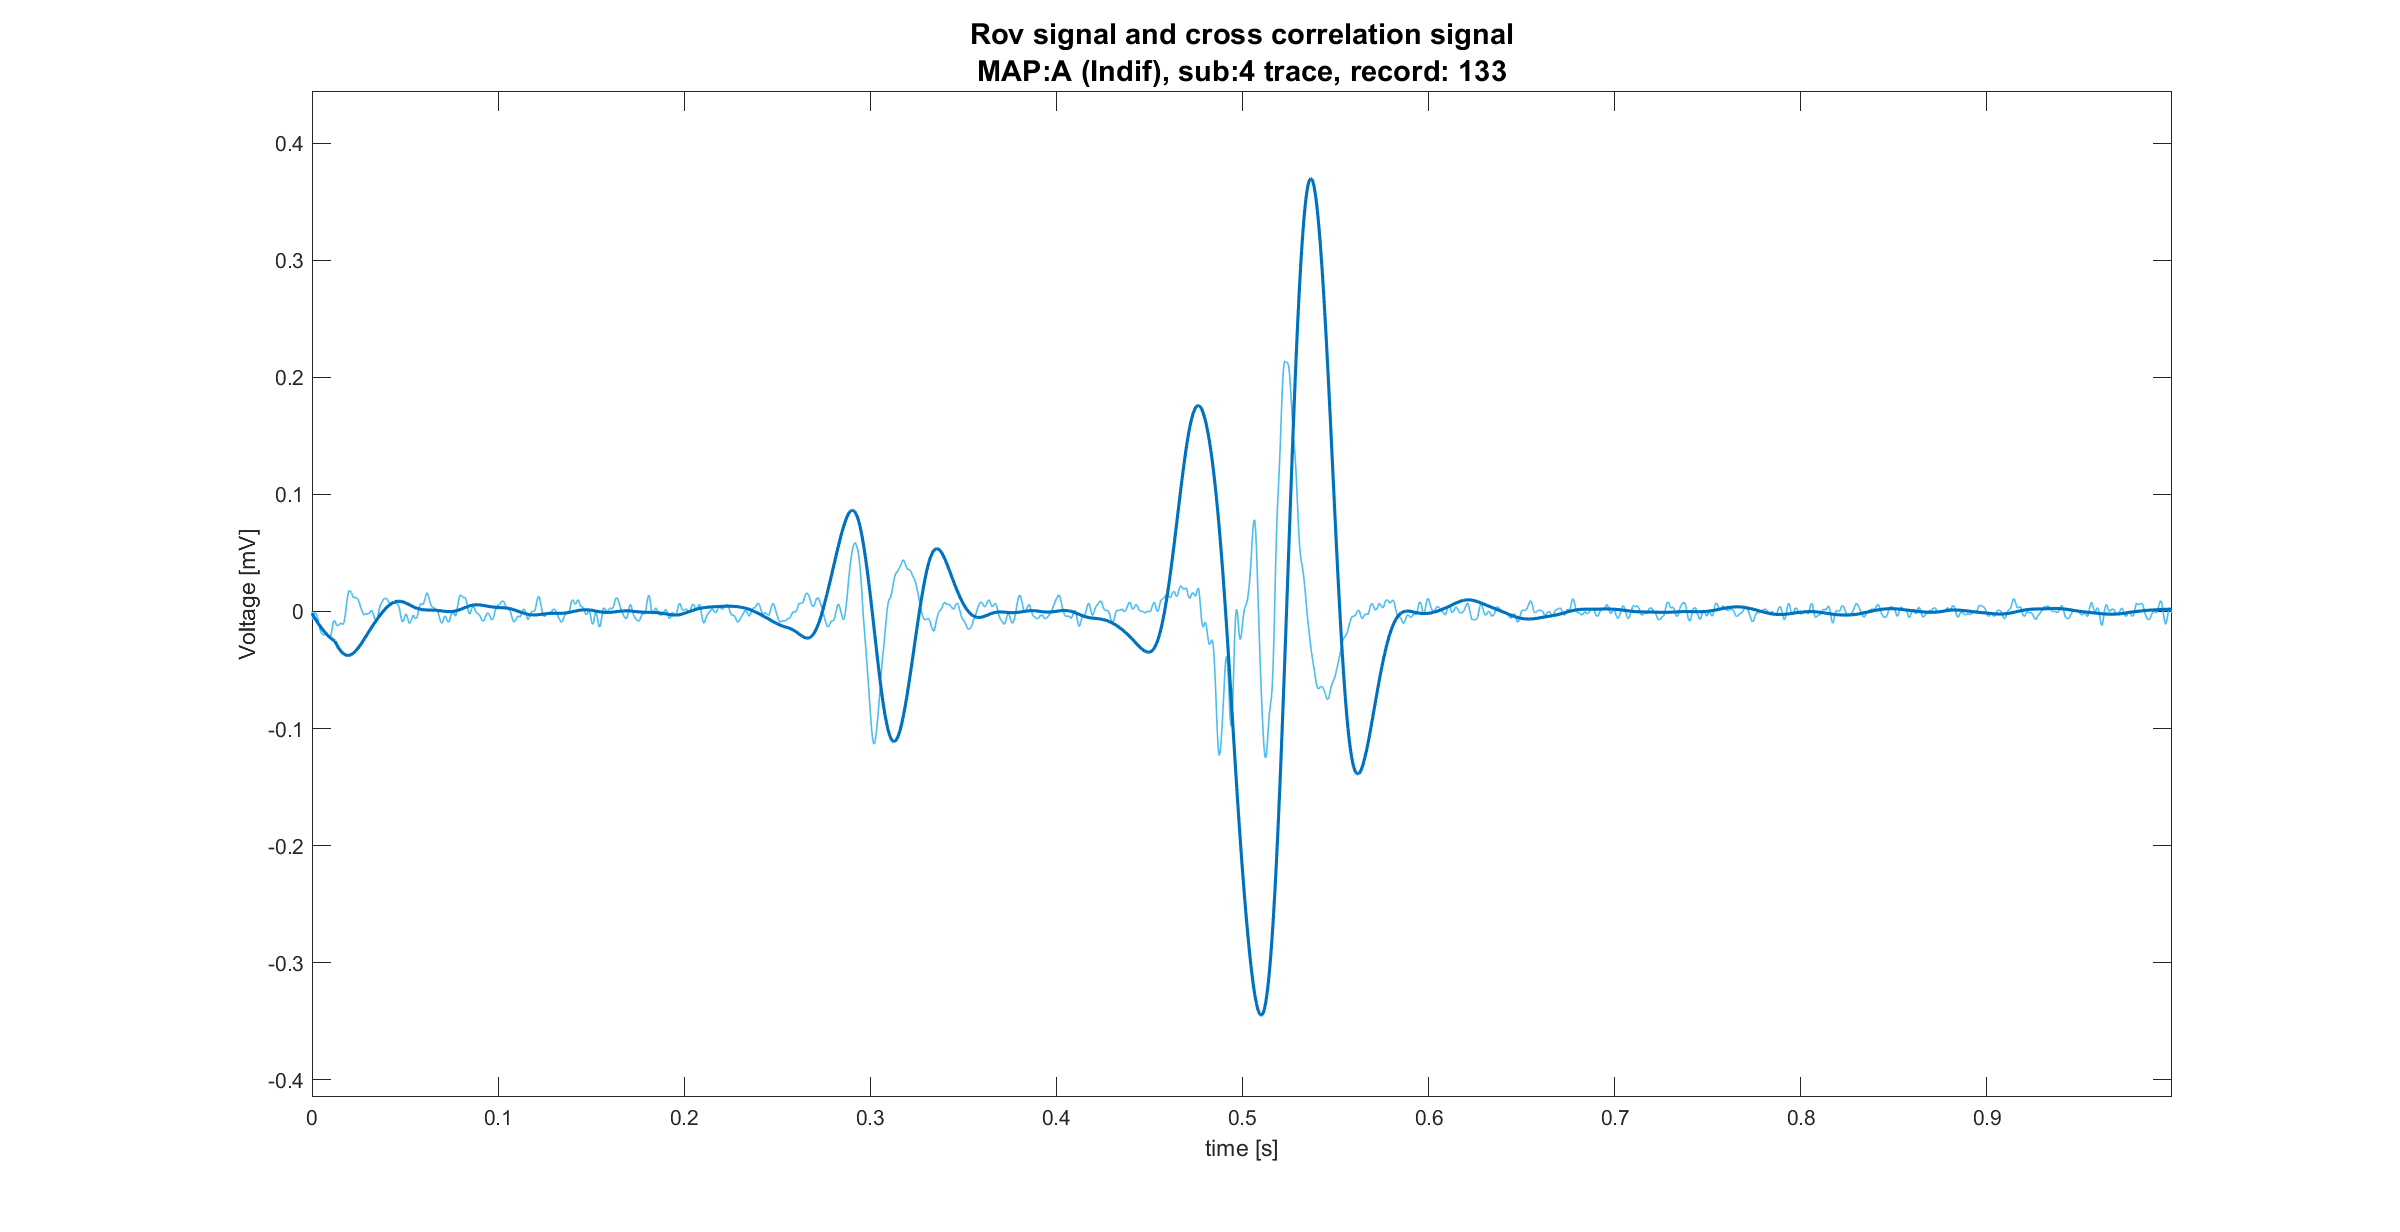 Rov signal and cross correlation signal
MAP:A (Indif), sub:4 trace, record: 133
Voltage [mV]
0.4
0.3
0.2
0.1
0
-0.1
-0.2
-0.3
-0.4
0 0.1 0.2 0.3 0.4 0.5 0.6 0.7 0.8 0.9
time [s]